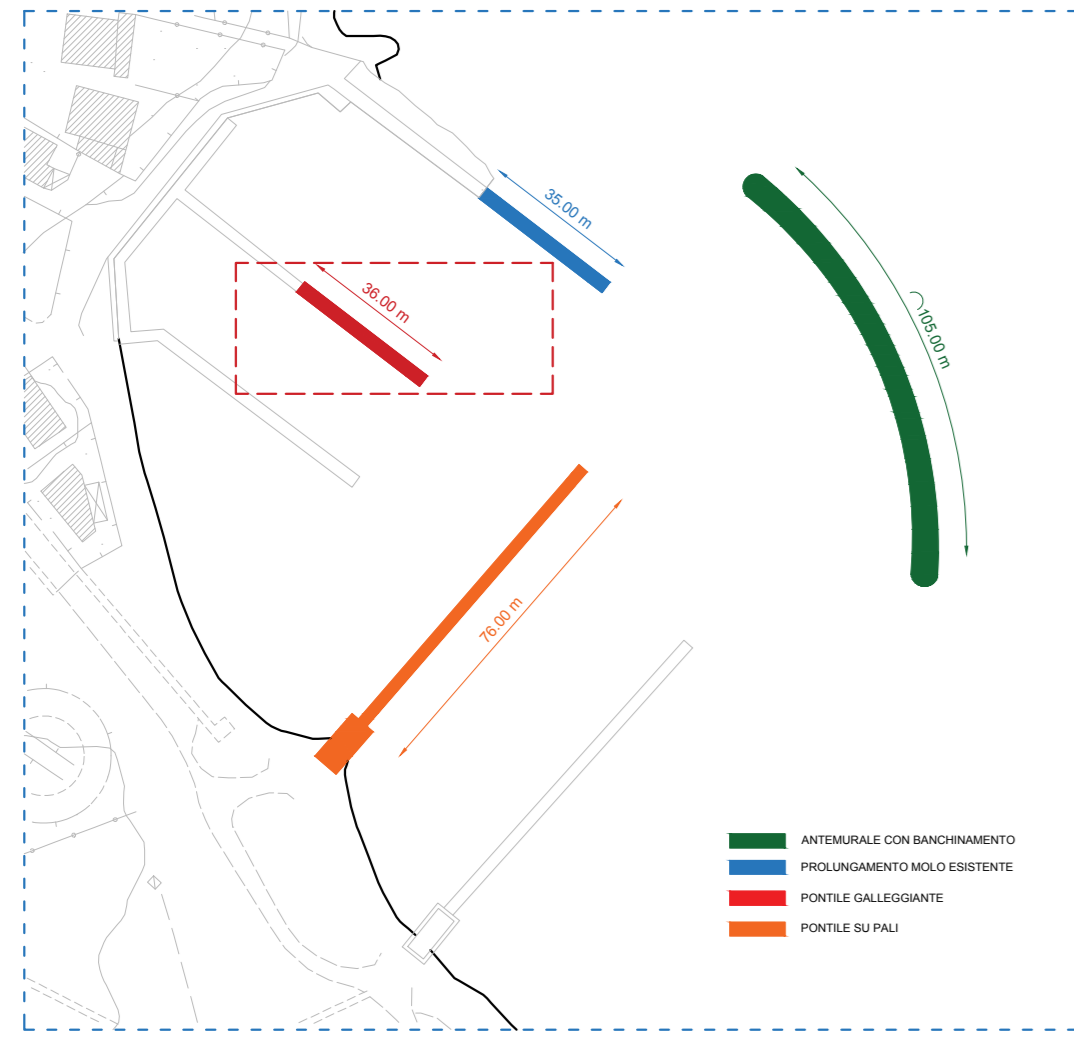 35.00 m
36.00 m
105.00 m
76.00 m
ANTEMURALE CON BANCHINAMENTO
PROLUNGAMENTO MOLO ESISTENTE
PONTILE GALLEGGIANTE
PONTILE SU PALI